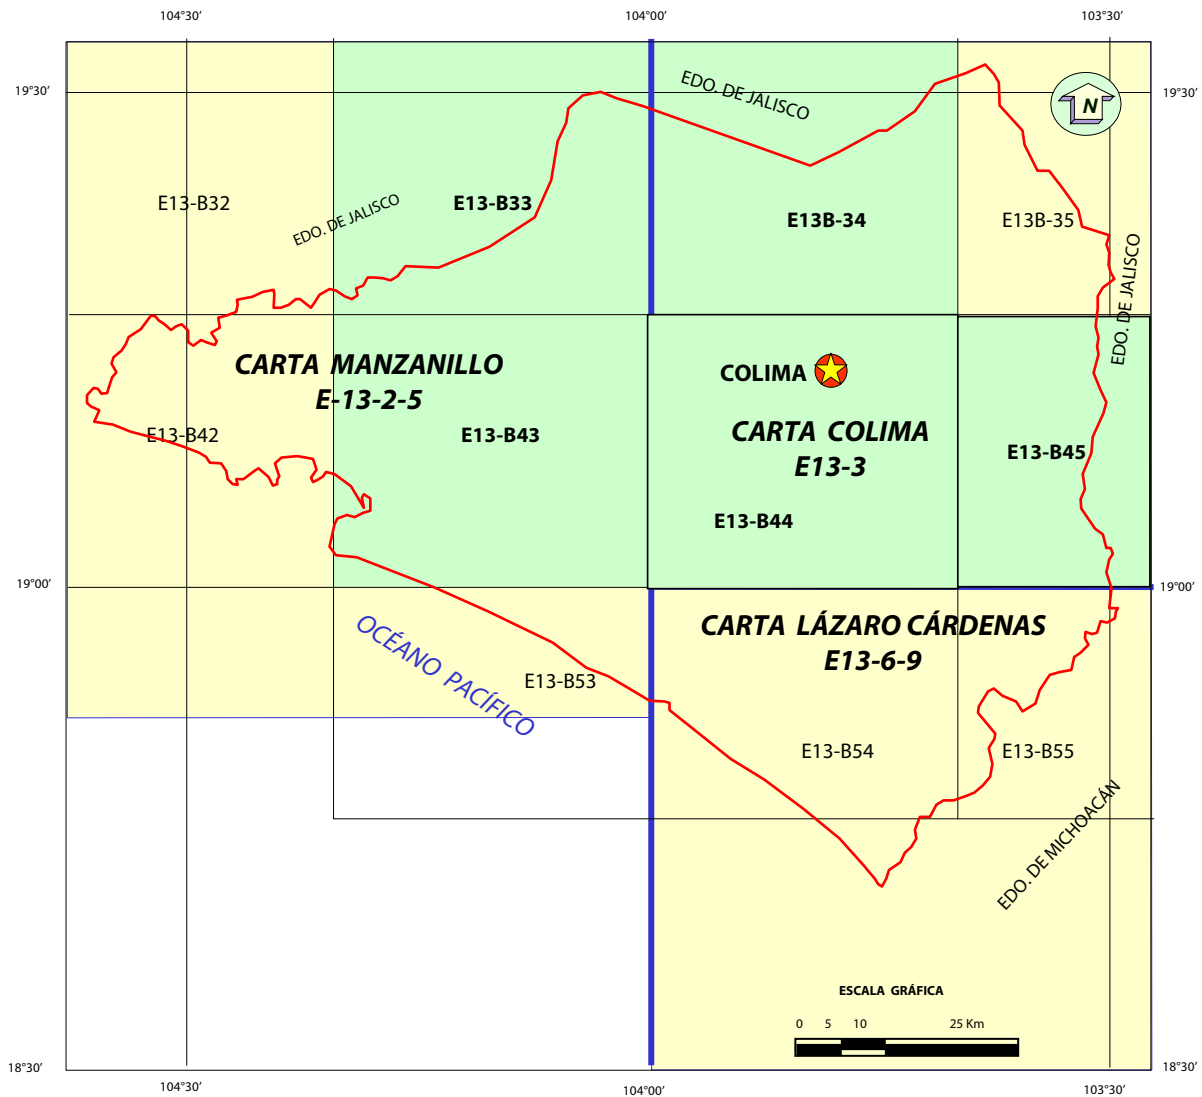 104°30’
104°00’
103°30’
19°30’
19°30’
EDO. DE JALISCO
N
E13-B32
EDO. DE JALISCO
E13-B33
E13B-34
E13B-35
EDO. DE JALISCO
CARTA MANZANILLO
E-13-2-5
COLIMA
E13-B42
E13-B43
CARTA COLIMA
E13-3
E13-B45
E13-B44
19°00’
19°00’
CARTA LÁZARO CÁRDENAS
E13-6-9
OCÉANO PACÍFICO
E13-B53
E13-B54
E13-B55
EDO. DE MICHOACÁN
ESCALA GRÁFICA
0 5 10 25 Km
18°30’
18°30’
104°30’
104°00’
103°30’